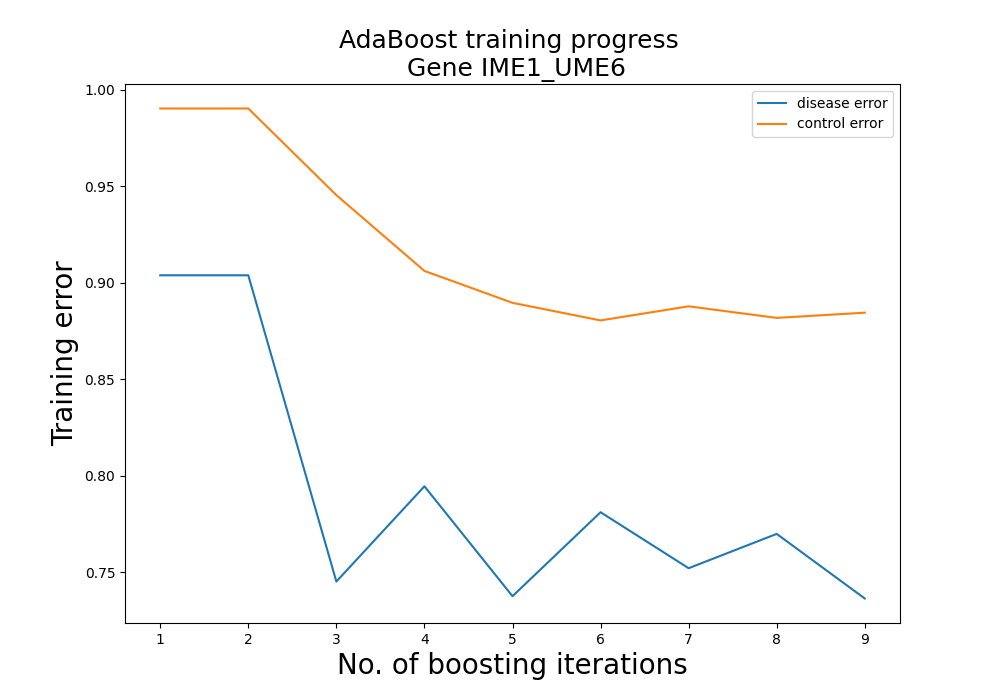 AdaBoost training progress
Gene IME1_UME6
disease error
control error
1.00
0.95
0.90
0.85
0.80
0.75
Training error
1 2 3 4 5 6 7 8 9
No. of boosting iterations